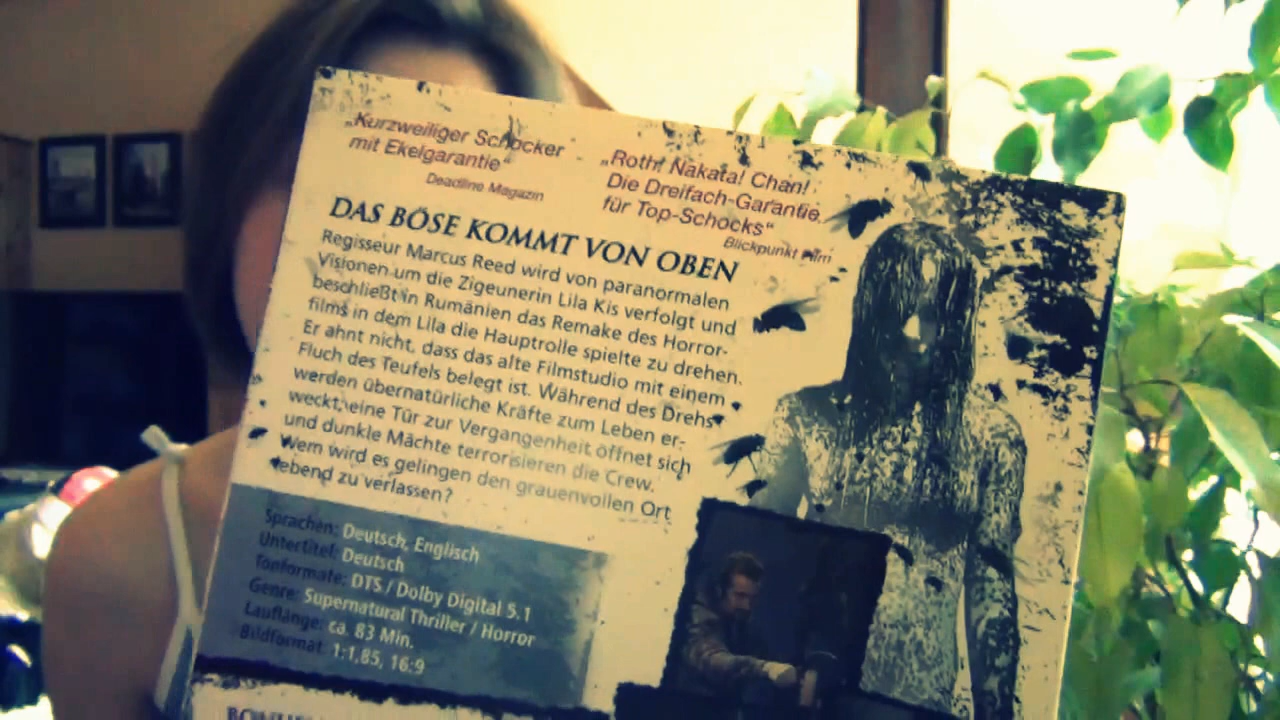 „Kurzweiliger Schocker
mit Ekelgarantie"
Deadline Magazin
„Roth! Nakata! Chan!
Die Dreifach-Garantie
für Top-Schocks"
Blickpunkt Film
DAS BÖSE KOMMT VON OBEN
Regisseur Marcus Reed wird von paranormalen
Visionen um die Zigeunerin Lila Kis verfolgt und
beschließt in Rumänien das Remake des Horror-
films in dem Lila die Hauptrolle spielte zu drehen.
Er ahnt nicht, dass das alte Filmstudio mit einem
Fluch des Teufels belegt ist. Während des Drehs
werden übernatürliche Kräfte zum Leben er-
weckt, eine Tür zur Vergangenheit öffnet sich
und dunkle Mächte terrorisieren die Crew.
Wem wird es gelingen den grauenvollen Ort
lebend zu verlassen?
Sprachen: Deutsch, Englisch
Untertitel: Deutsch
Tonformate: DTS / Dolby Digital 5.1
Genre: Supernatural Thriller / Horror
Lauflänge: ca. 83 Min.
Bildformat: 1:1,85, 16:9